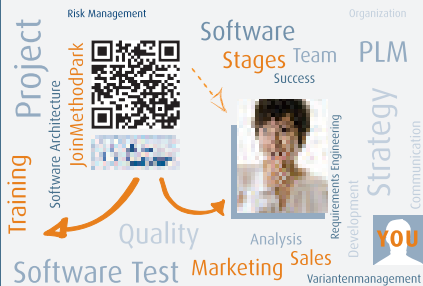 Risk Management
Organization
Project
Software
Stages
Team
PLM
Success
JoinMethodPark
Software Architecture
Strategy
Communication
Requirements Engineering
Development
Training
Quality
Analysis
YOU
Software Test
Marketing
Sales
Variantenmanagement